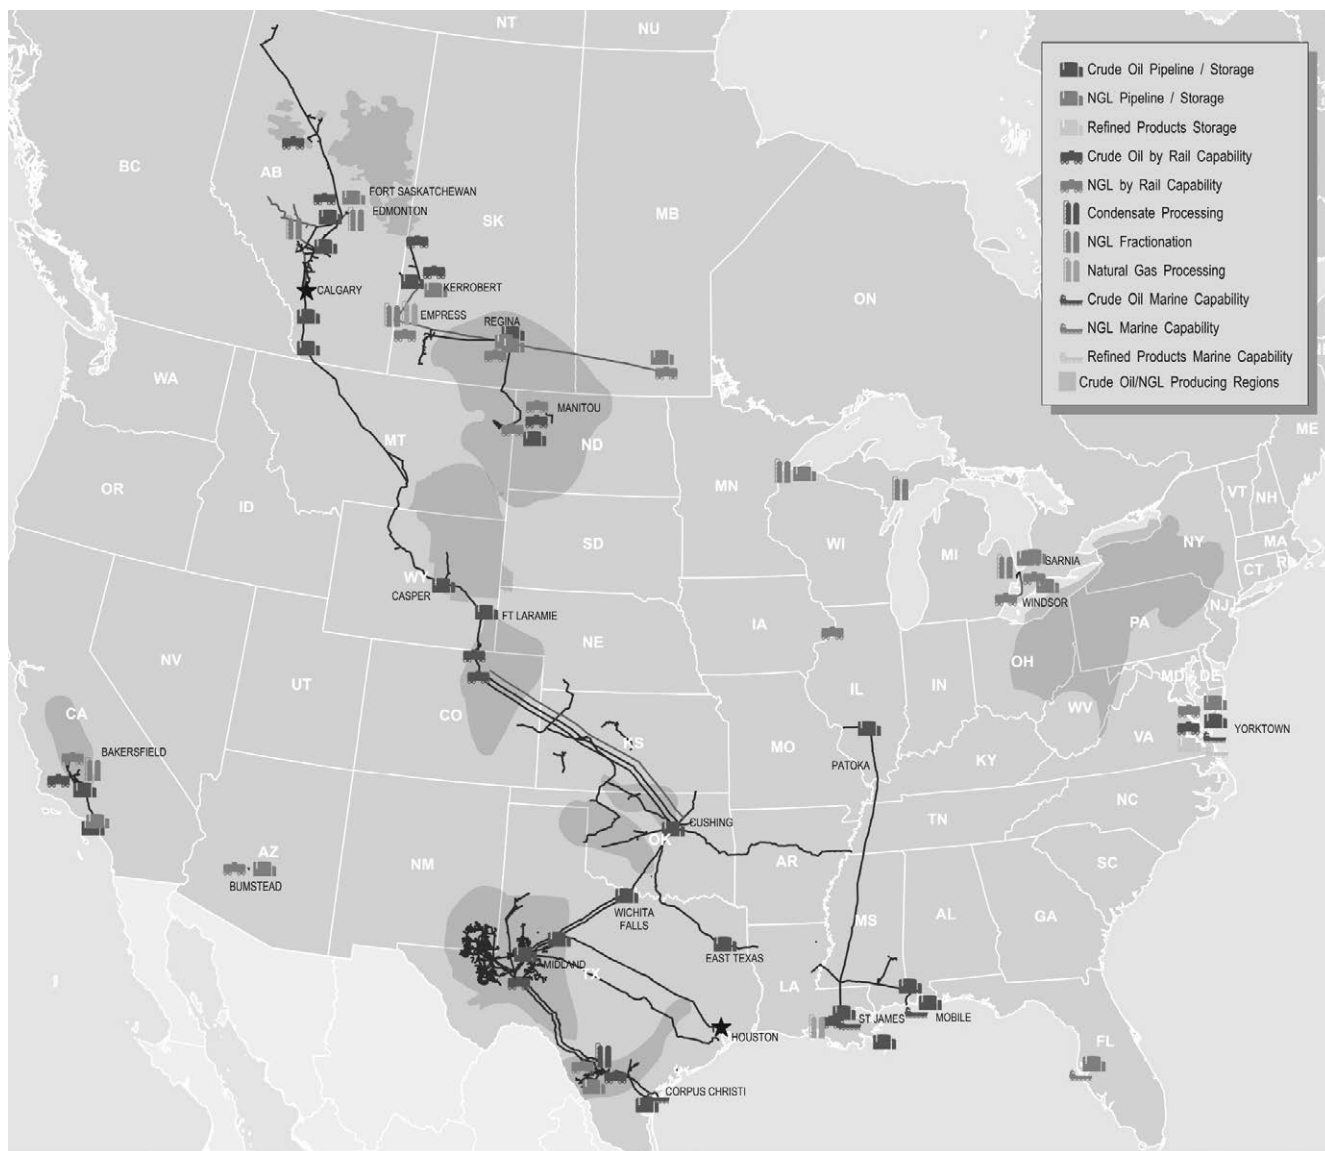 NT
NU
AK
BC
AB
SK
MB
ON
FORT SASKATCHEWAN
EDMONTON
CALGARY
KERROBERT
EMPRESS
REGINA
Crude Oil Pipeline / Storage
NGL Pipeline / Storage
Refined Products Storage
Crude Oil by Rail Capability
NGL by Rail Capability
Condensate Processing
NGL Fractionation
Natural Gas Processing
Crude Oil Marine Capability
NGL Marine Capability
Refined Products Marine Capability
Crude Oil/NGL Producing Regions
WA
MT
MANITOU
ND
MN
ME
OR
ID
VT
NH
SD
WI
MI
NY
MA
CT
RI
SARNIA
WY
CASPER
FT LARAMIE
WINDSOR
NJ
PA
IA
NE
OH
NV
UT
CO
IL
IN
MD
DE
WV
CA
BAKERSFIELD
KS
MO
PATOKA
KY
VA
YORKTOWN
NC
TN
CUSHING
OK
AR
SC
AZ
BUMSTEAD
NM
WICHITA
FALLS
MS
AL
GA
EAST TEXAS
MIDLAND
TX
LA
ST JAMES
MOBILE
HOUSTON
FL
CORPUS CHRISTI